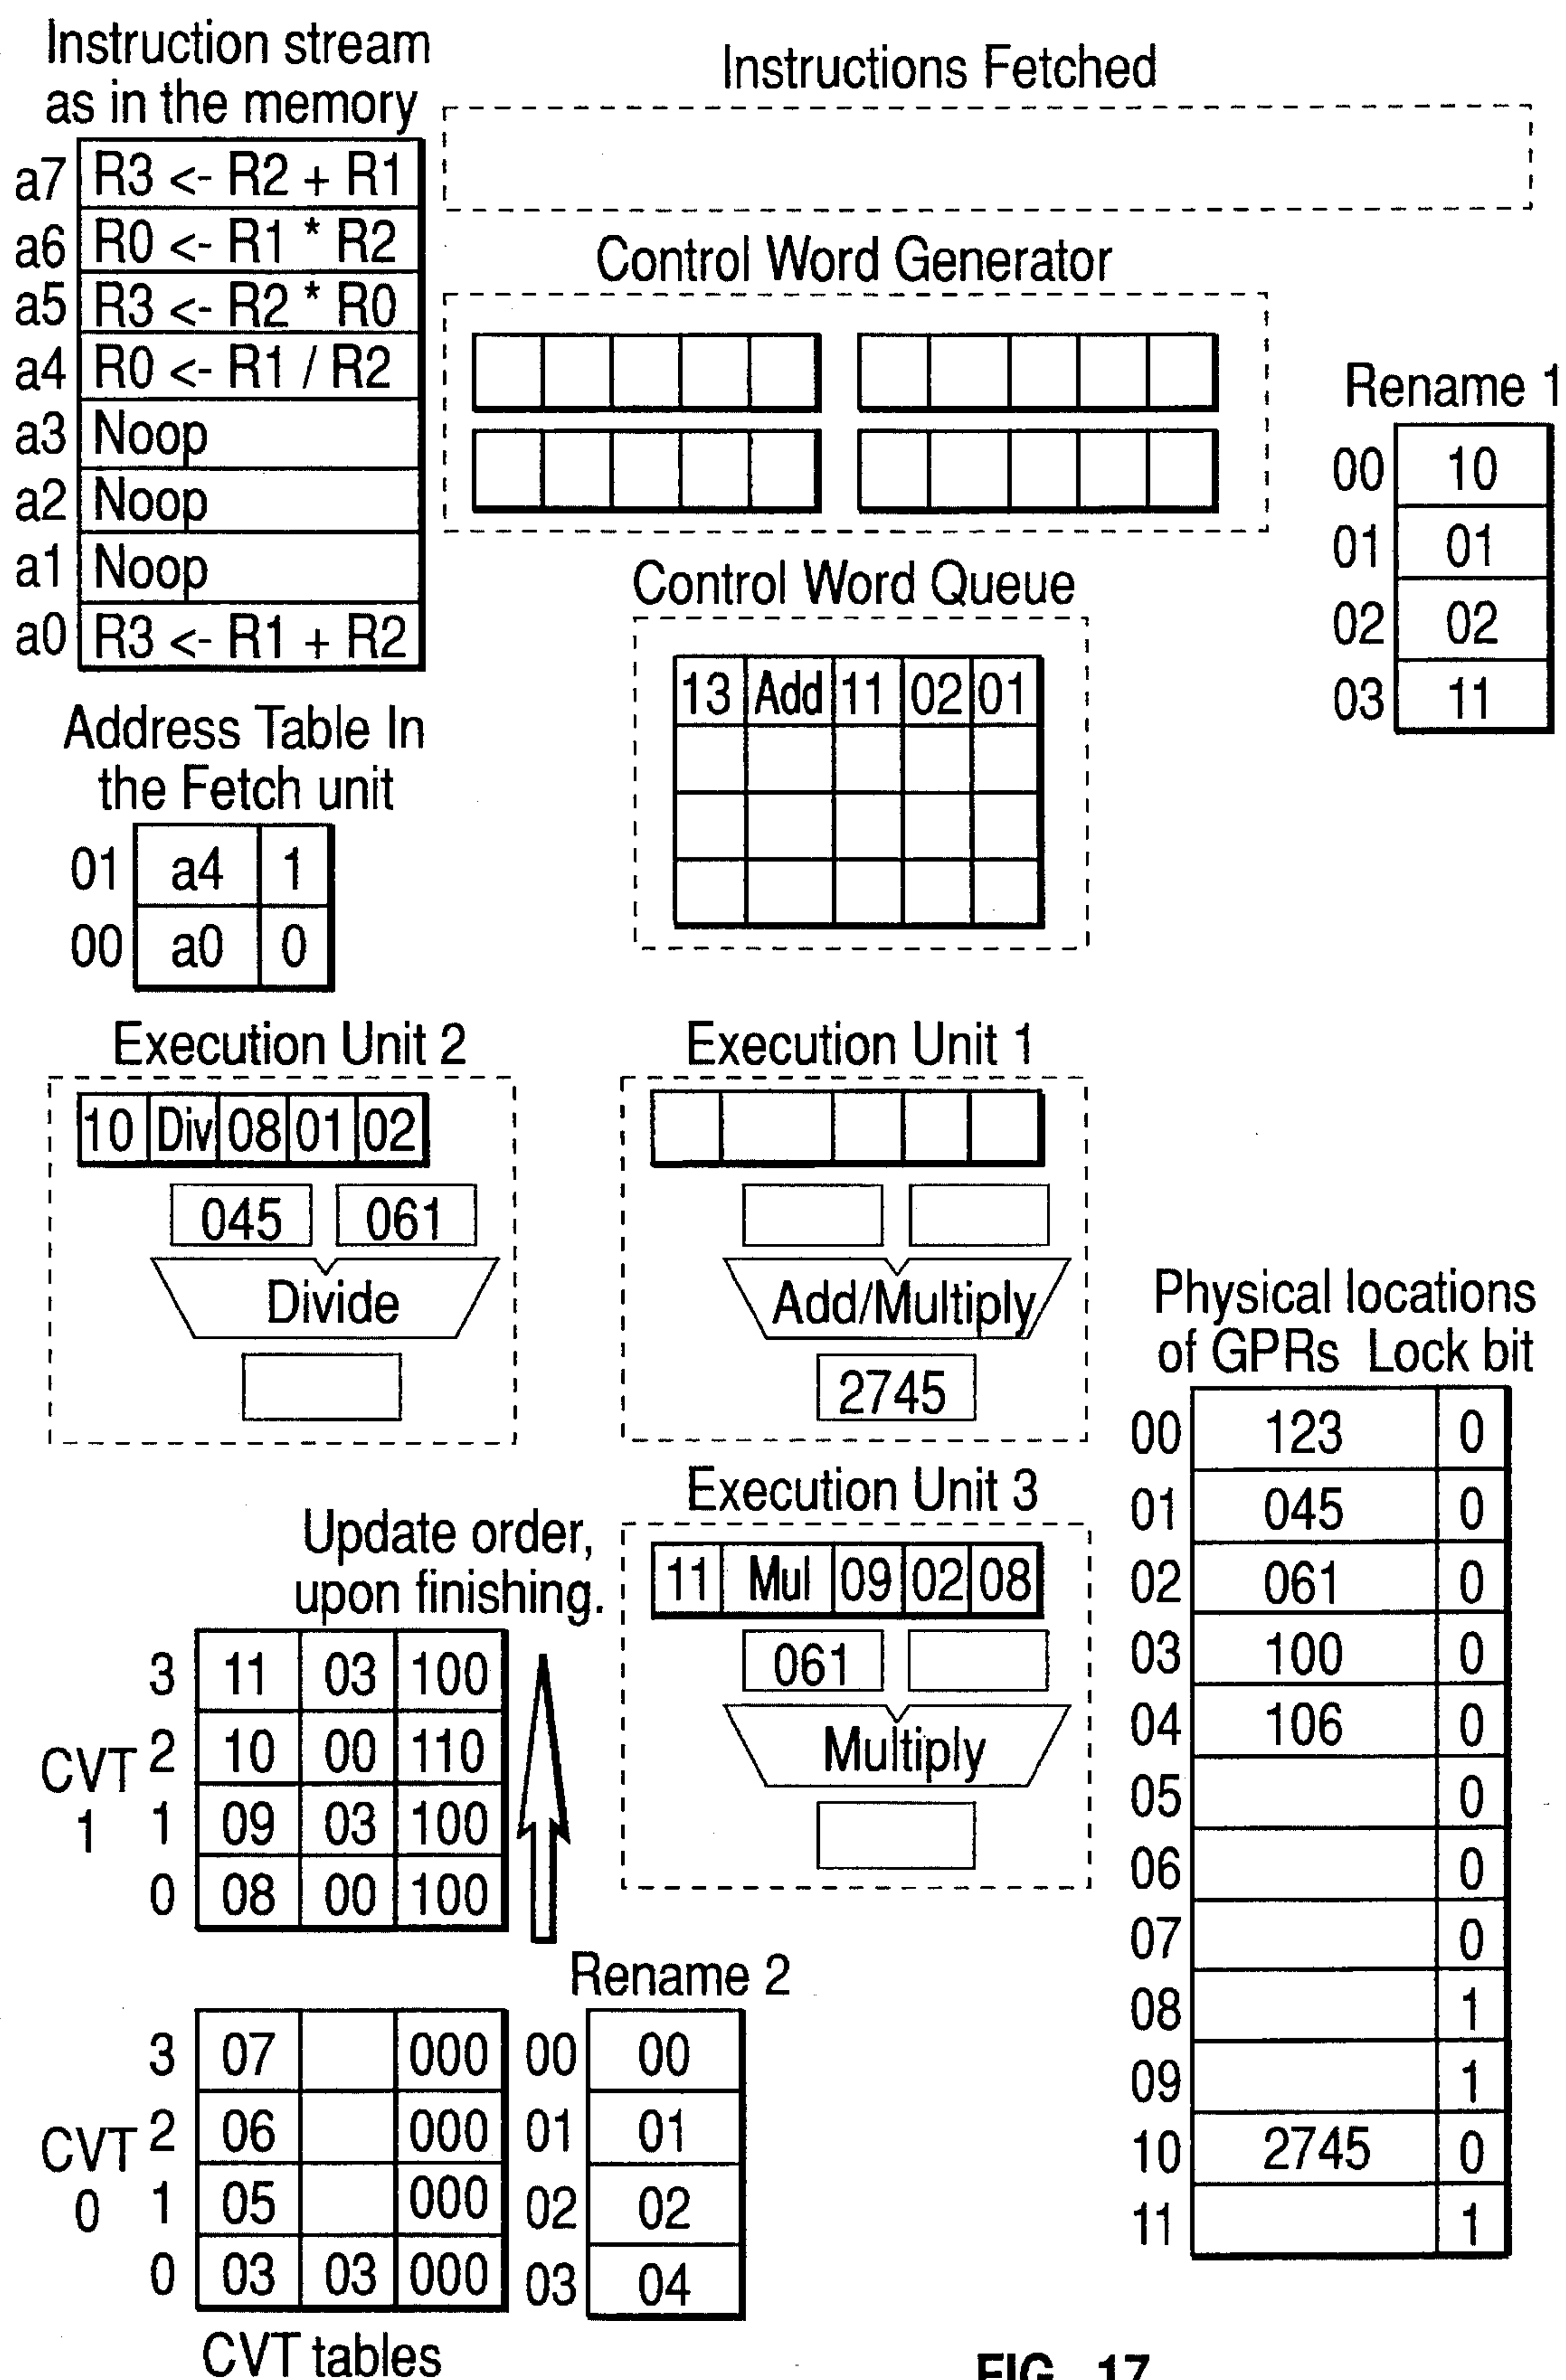 Instruction stream
as in the memory
a7 R3 <- R2 + R1
a6 R0 <- R1 * R2
a5 R3 <- R2 * R0
a4 R0 <- R1 / R2
a3 Noop
a2 Noop
a1 Noop
a0 R3 <- R1 + R2
Instructions Fetched
Control Word Generator
Rename 1
00 10
01 01
02 02
03 11
Control Word Queue
13 Add 11 02 01
Address Table In
the Fetch unit
01 a4 1
00 a0 0
Execution Unit 2
10 Div 08 01 02
045 061
Divide
Execution Unit 1
Add/Multiply
2745
Execution Unit 3
11 Mul 09 02 08
061
Multiply
Physical locations
of GPRs Lock bit
00 123 0
01 045 0
02 061 0
03 100 0
04 106 0
05 0
06 0
07 0
08 1
09 1
10 2745 0
11 1
Update order,
upon finishing.
CVT
1
3 11 03 100
2 10 00 110
1 09 03 100
0 08 00 100
CVT
0
3 07 000
2 06 000
1 05 000
0 03 03 000
CVT tables
Rename 2
00 00
01 01
02 02
03 04
FIG. 17